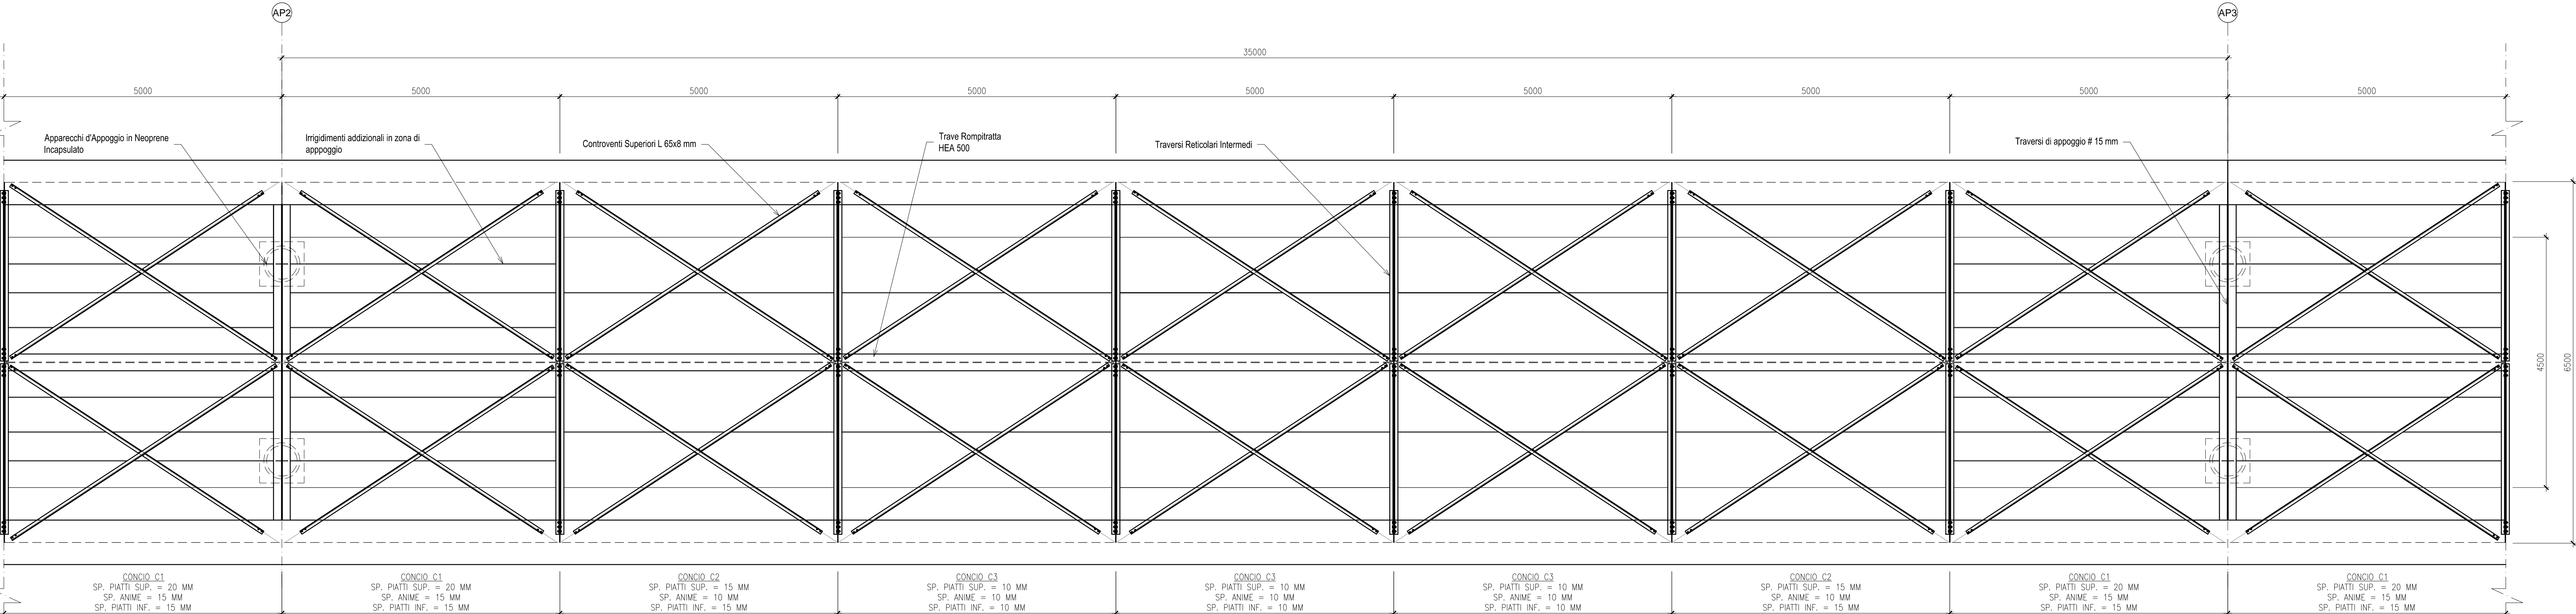 AP2
AP3
35000
5000
5000
5000
5000
5000
5000
5000
5000
5000
Apparecchi d'Appoggio in Neoprene
Incapsulato
Irrigidimenti addizionali in zona di
apppoggio
Controventi Superiori L 65x8 mm
Trave Rompitratta
HEA 500
Traversi Reticolari Intermedi
Traversi di appoggio # 15 mm
4500
6500
CONCIO C1
SP. PIATTI SUP. = 20 MM
SP. ANIME = 15 MM
SP. PIATTI INF. = 15 MM
CONCIO C1
SP. PIATTI SUP. = 20 MM
SP. ANIME = 15 MM
SP. PIATTI INF. = 15 MM
CONCIO C2
SP. PIATTI SUP. = 15 MM
SP. ANIME = 10 MM
SP. PIATTI INF. = 15 MM
CONCIO C3
SP. PIATTI SUP. = 10 MM
SP. ANIME = 10 MM
SP. PIATTI INF. = 10 MM
CONCIO C3
SP. PIATTI SUP. = 10 MM
SP. ANIME = 10 MM
SP. PIATTI INF. = 10 MM
CONCIO C3
SP. PIATTI SUP. = 10 MM
SP. ANIME = 10 MM
SP. PIATTI INF. = 10 MM
CONCIO C2
SP. PIATTI SUP. = 15 MM
SP. ANIME = 10 MM
SP. PIATTI INF. = 15 MM
CONCIO C1
SP. PIATTI SUP. = 20 MM
SP. ANIME = 15 MM
SP. PIATTI INF. = 15 MM
CONCIO C1
SP. PIATTI SUP. = 20 MM
SP. ANIME = 15 MM
SP. PIATTI INF. = 15 MM